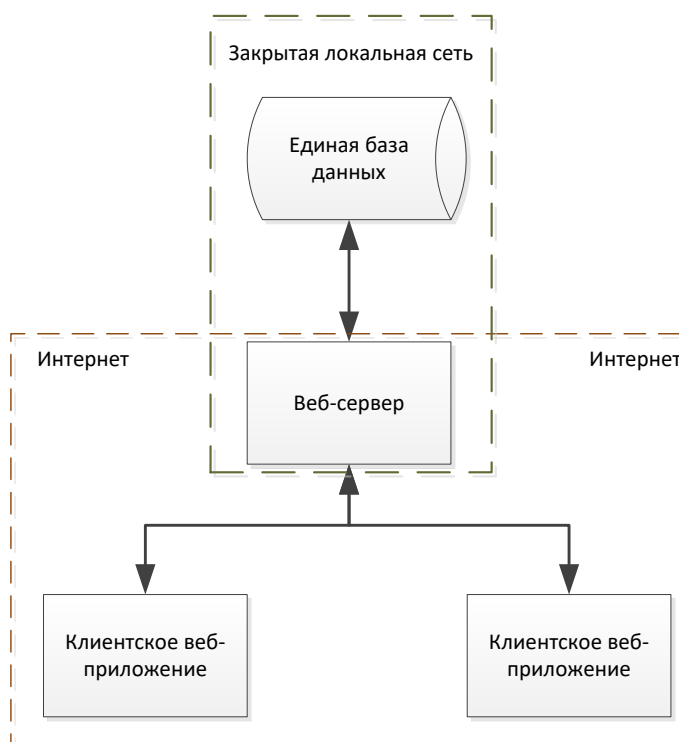 Закрытая локальная сеть
Единая база
данных
Интернет
Интернет
Веб-сервер
Клиентское веб-
приложение
Клиентское веб-
приложение